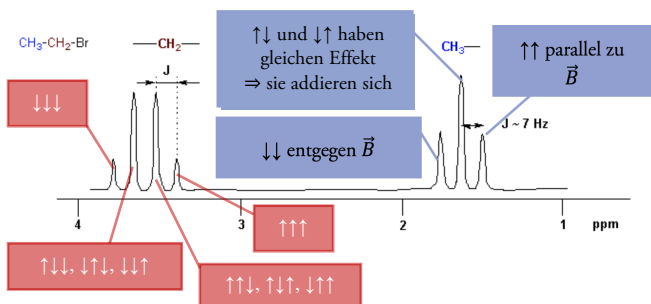 CH₃-CH₂-Br
—CH₂—
J
↑↓ und ↓↑ haben
gleichen Effekt
⇒ sie addieren sich
CH₃—
↑↑ parallel zu
B⃗
↓↓↓
↓↓ entgegen B⃗
J ~ 7 Hz
↑↑↑
4
3
2
1
ppm
↑↓↓, ↓↑↓, ↓↓↑
↑↑↓, ↑↓↑, ↓↑↑